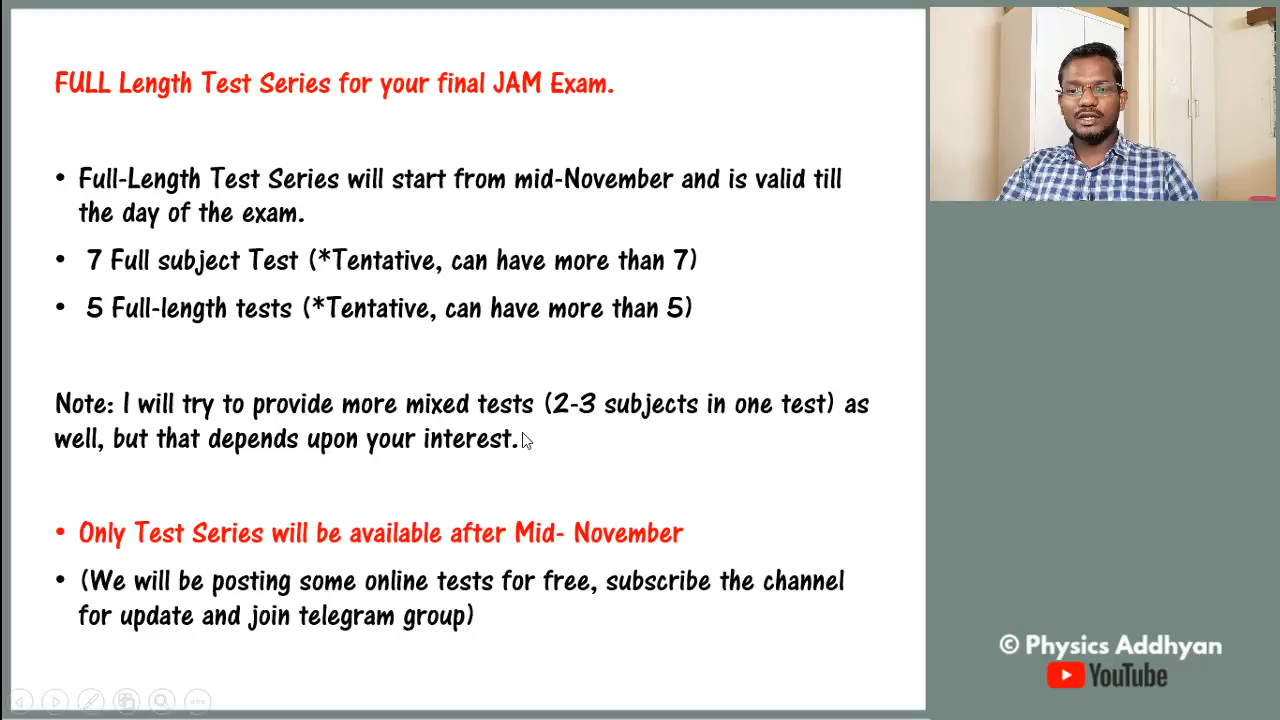 FULL Length Test Series for your final JAM Exam.
• Full-Length Test Series will start from mid-November and is valid till
the day of the exam.
• 7 Full subject Test (*Tentative, can have more than 7)
• 5 Full-length tests (*Tentative, can have more than 5)
Note: I will try to provide more mixed tests (2-3 subjects in one test) as
well, but that depends upon your interest.
• Only Test Series will be available after Mid- November
• (We will be posting some online tests for free, subscribe the channel
for update and join telegram group)
© Physics Addhyan
YouTube